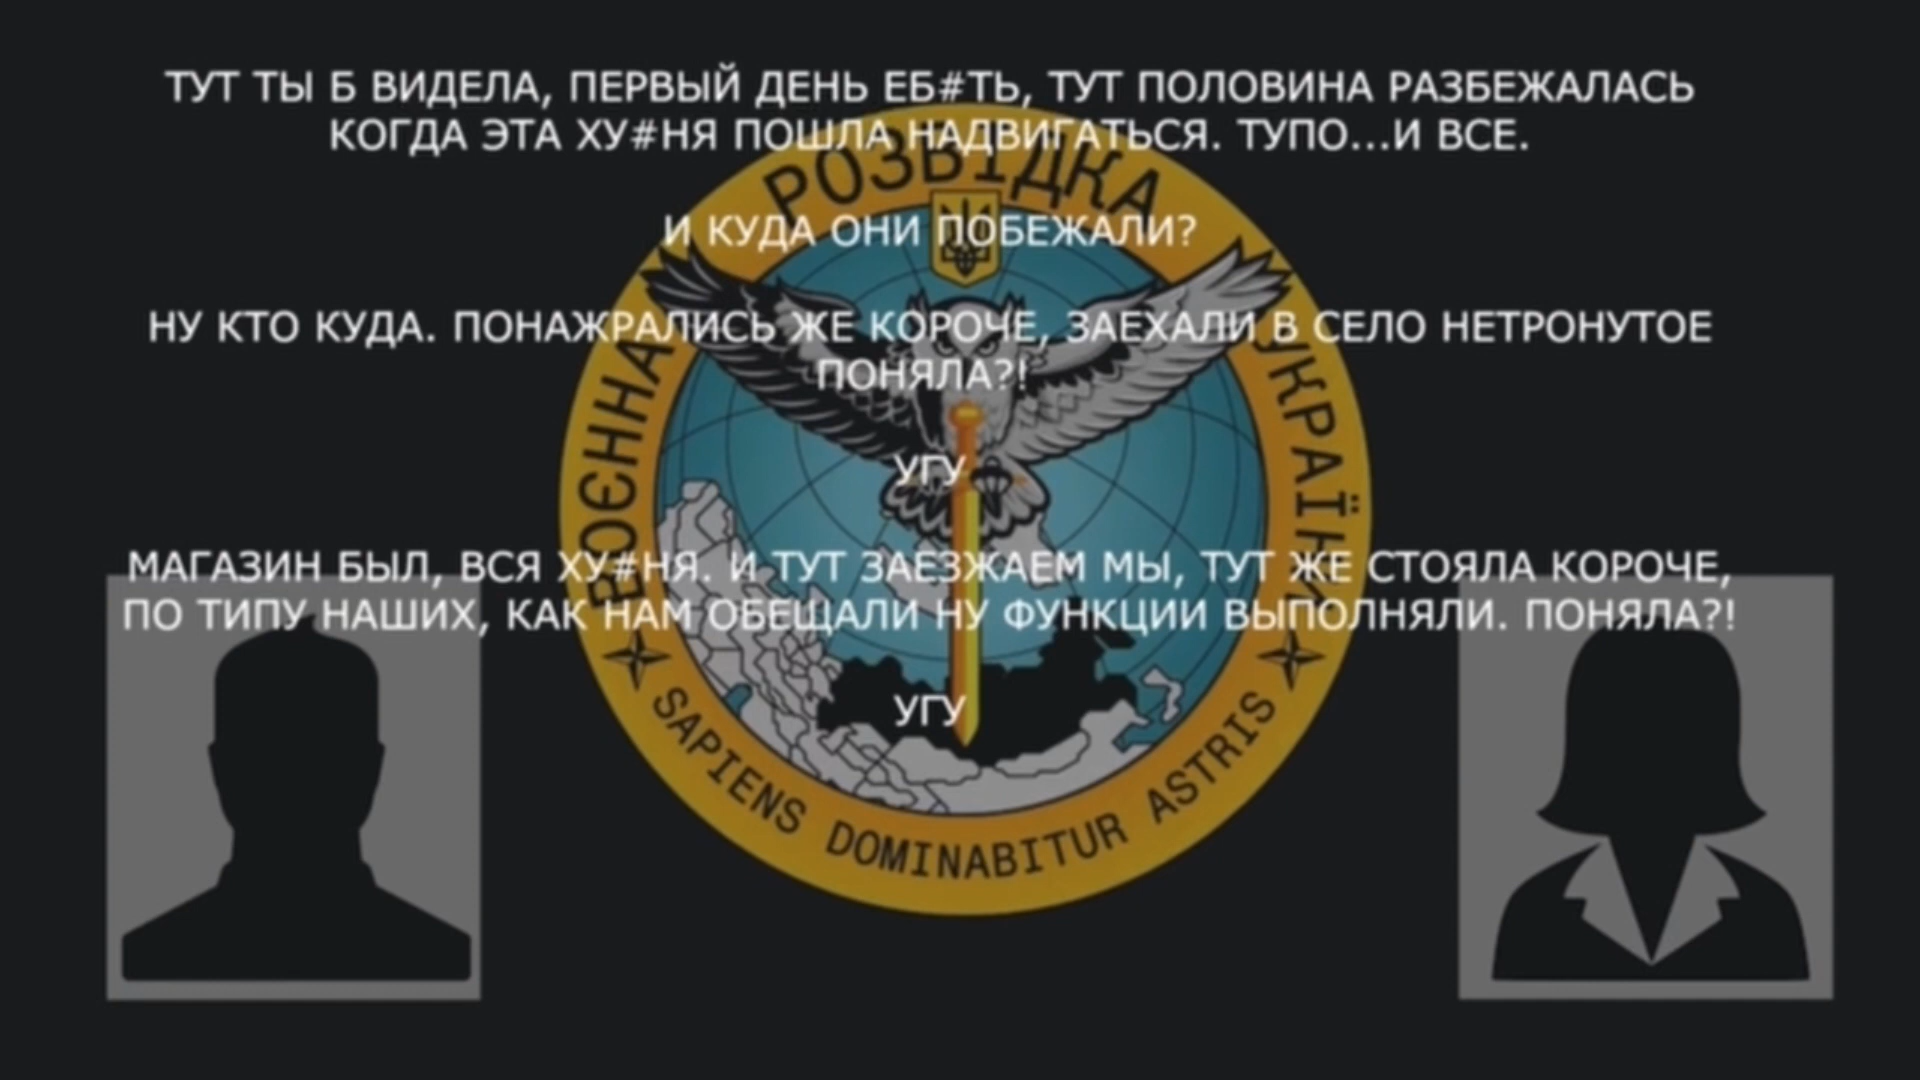 ТУТ ТЫ Б ВИДЕЛА, ПЕРВЫЙ ДЕНЬ ЕБ#ТЬ, ТУТ ПОЛОВИНА РАЗБЕЖАЛАСЬ
КОГДА ЭТА ХУ#НЯ ПОШЛА НАДВИГАТЬСЯ. ТУПО...И ВСЕ.
И КУДА ОНИ ПОБЕЖАЛИ?
НУ КТО КУДА. ПОНАЖРАЛИСЬ ЖЕ КОРОЧЕ, ЗАЕХАЛИ В СЕЛО НЕТРОНУТОЕ
ПОНЯЛА?!
УГУ
МАГАЗИН БЫЛ, ВСЯ ХУ#НЯ. И ТУТ ЗАЕЗЖАЕМ МЫ, ТУТ ЖЕ СТОЯЛА КОРОЧЕ,
ПО ТИПУ НАШИХ, КАК НАМ ОБЕЩАЛИ НУ ФУНКЦИИ ВЫПОЛНЯЛИ. ПОНЯЛА?!
УГУ
ВОЄННА РОЗВІДКА УКРАЇНИ
SAPIENS DOMINABITUR ASTRIS